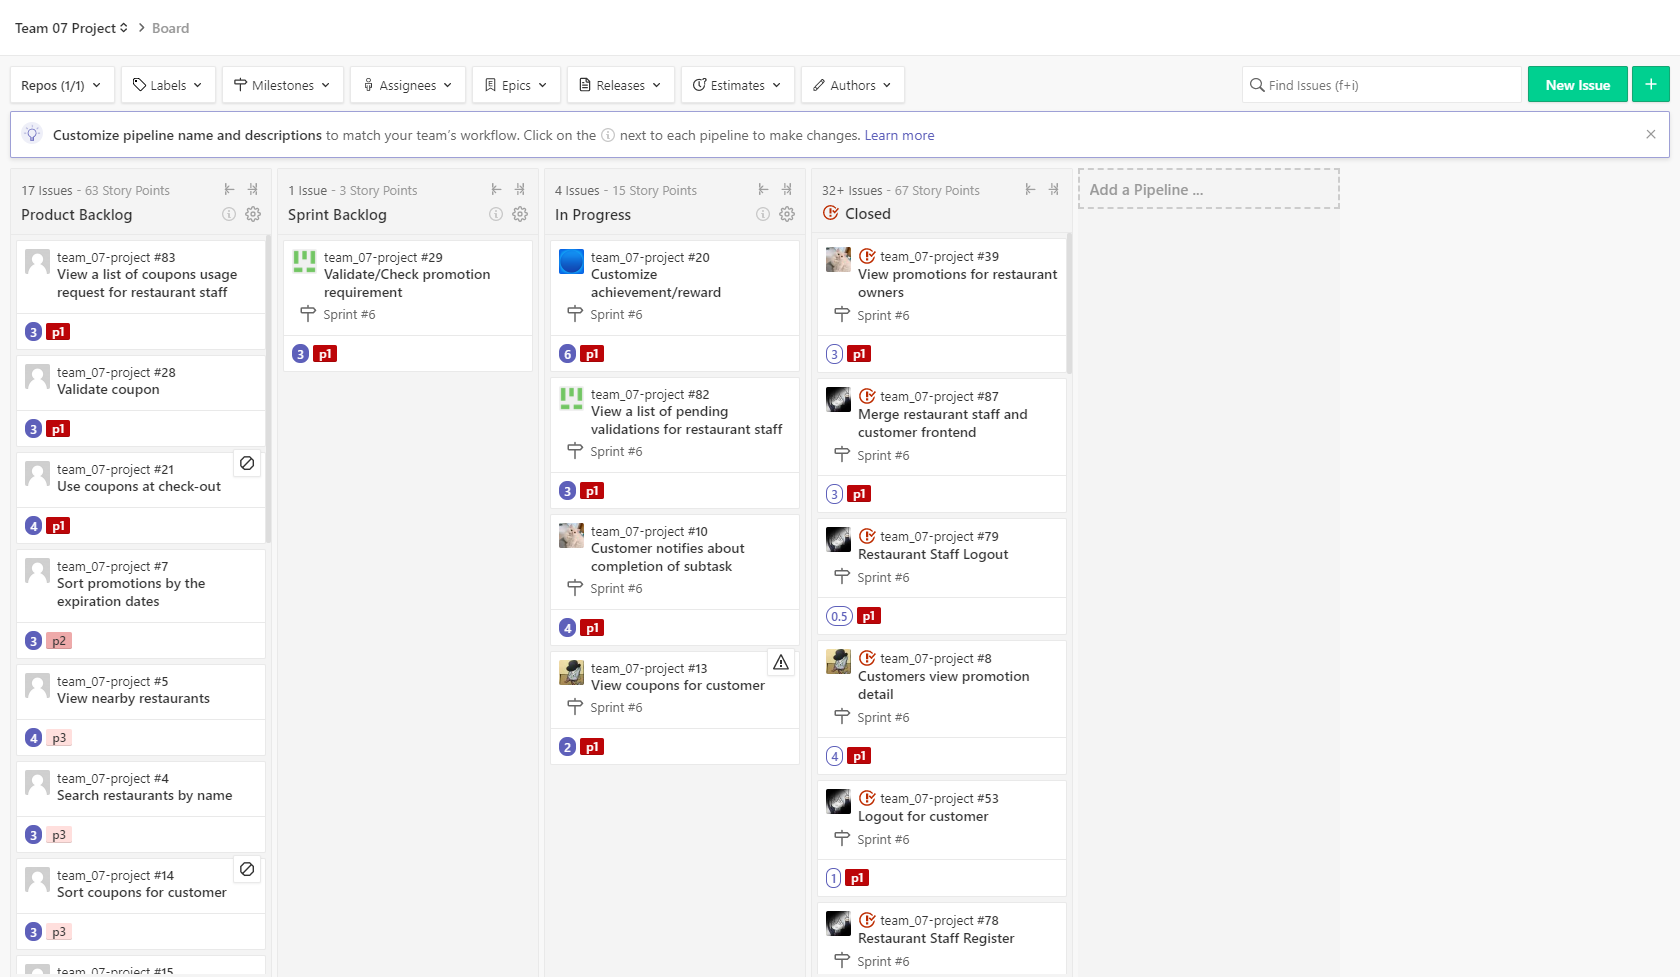 Team 07 Project > Board
Repos (1/1) Labels Milestones Assignees Epics Releases Estimates Authors Find Issues (f+i) New Issue +
Customize pipeline name and descriptions to match your team's workflow. Click on the ⓘ next to each pipeline to make changes. Learn more
17 Issues - 63 Story Points
Product Backlog
team_07-project #83
View a list of coupons usage
request for restaurant staff
3 p1
team_07-project #28
Validate coupon
3 p1
team_07-project #21
Use coupons at check-out
4 p1
team_07-project #7
Sort promotions by the
expiration dates
3 p2
team_07-project #5
View nearby restaurants
4 p3
team_07-project #4
Search restaurants by name
3 p3
team_07-project #14
Sort coupons for customer
3 p3
team_07-project #15
1 Issue - 3 Story Points
Sprint Backlog
team_07-project #29
Validate/Check promotion
requirement
Sprint #6
3 p1
4 Issues - 15 Story Points
In Progress
team_07-project #20
Customize
achievement/reward
Sprint #6
6 p1
team_07-project #82
View a list of pending
validations for restaurant staff
Sprint #6
3 p1
team_07-project #10
Customer notifies about
completion of subtask
Sprint #6
4 p1
team_07-project #13
View coupons for customer
Sprint #6
2 p1
32+ Issues - 67 Story Points
Closed
team_07-project #39
View promotions for restaurant
owners
Sprint #6
3 p1
team_07-project #87
Merge restaurant staff and
customer frontend
Sprint #6
3 p1
team_07-project #79
Restaurant Staff Logout
Sprint #6
0.5 p1
team_07-project #8
Customers view promotion
detail
Sprint #6
4 p1
team_07-project #53
Logout for customer
Sprint #6
1 p1
team_07-project #78
Restaurant Staff Register
Sprint #6
Add a Pipeline ...